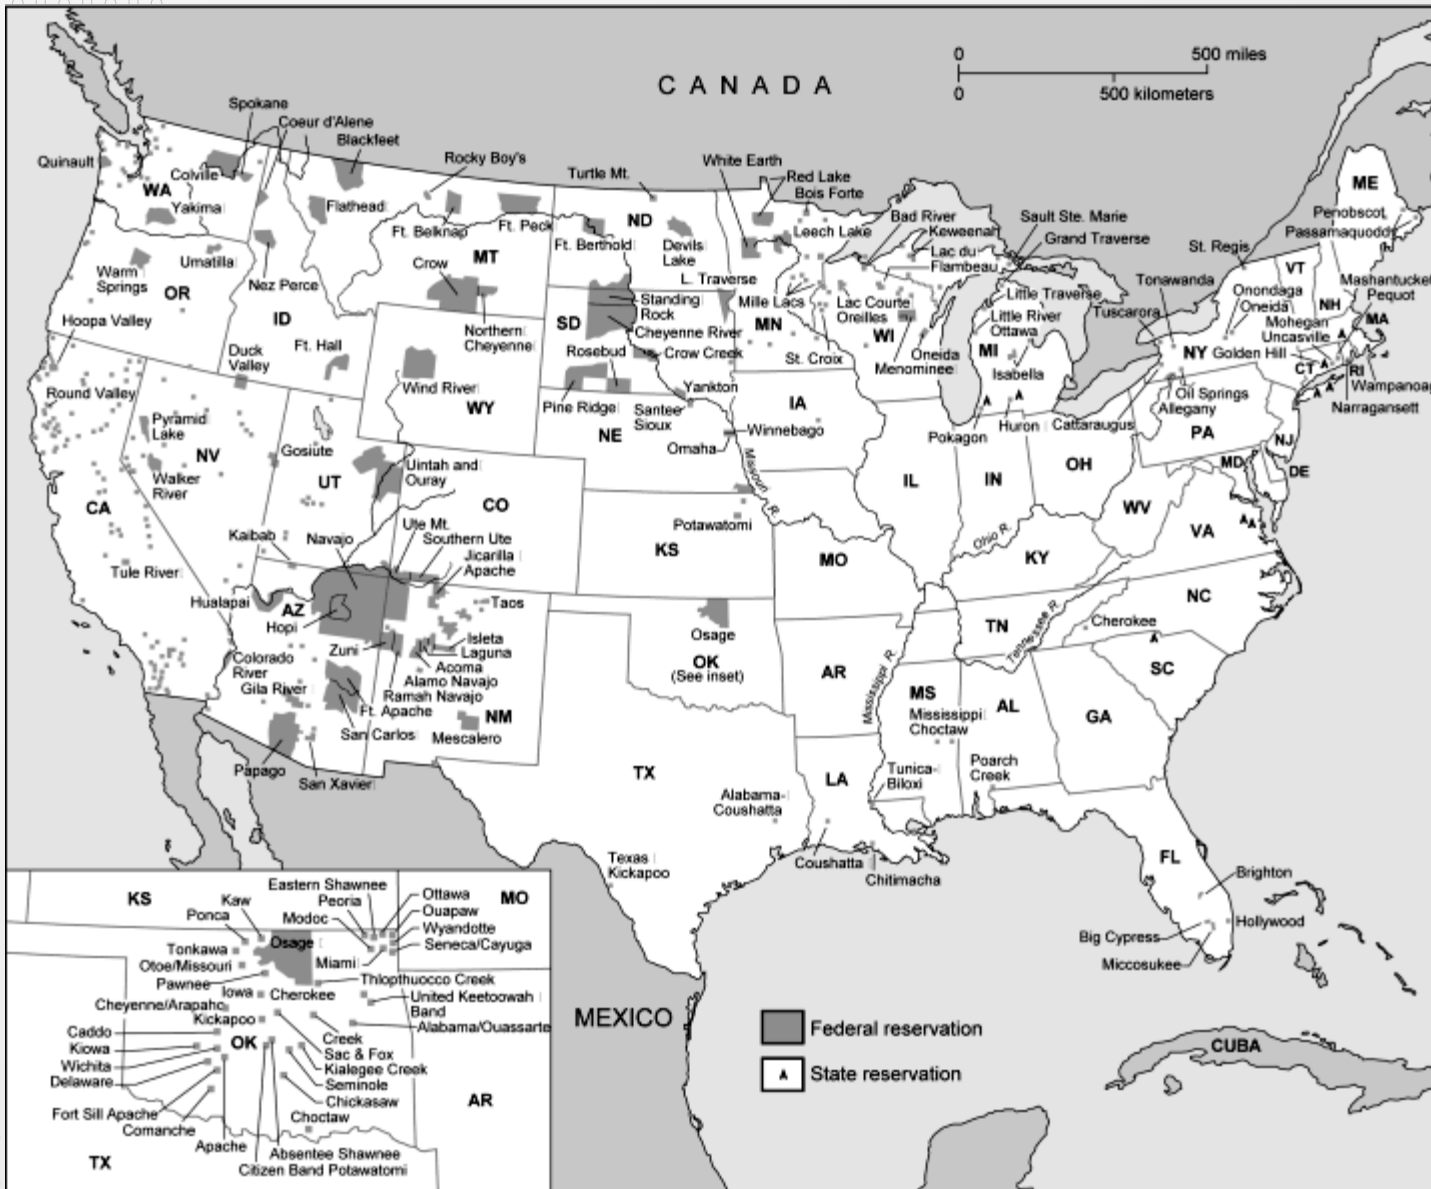 CANADA
0
500 miles
0
500 kilometers
Spokane
Coeur d'Alene
Blackfeet
Rocky Boy's
Turtle Mt.
White Earth
Red Lake
Bois Forte
Quinault
Colville
WA
Yakima
Flathead
Ft. Belknap
Ft. Peck
ND
Ft. Berthold
Devils
Lake
Leech Lake
Bad River
Keweenah
Sault Ste. Marie
Grand Traverse
Lac du
Flambeau
ME
Penobscot
Passamaquoddy
St. Regis
VT
Tonawanda
Onondaga
Oneida
NH
Mashantucket
Pequot
MA
Umatilla
Warm
Springs
OR
Nez Perce
MT
Crow
L. Traverse
Mille Lacs
Lac Courte
Oreilles
Little Traverse
Little River
Ottawa
Tuscarora
Mohegan
Uncasville
Golden Hill
NY
CT
RI
Wampanoag
Narragansett
Hoopa Valley
ID
Duck
Valley
Ft. Hall
Northern
Cheyenne
SD
Standing
Rock
Cheyenne River
Rosebud
Crow Creek
MN
St. Croix
WI
Oneida
Menominee
MI
Isabella
Oil Springs
Allegany
Cattaraugus
PA
NJ
Round Valley
Pyramid
Lake
Wind River
WY
Pine Ridge
Yankton
Santee
Sioux
NE
Omaha
Winnebago
IA
Pokagon
Huron
NV
Walker
River
Gosiute
UT
Uintah and
Ouray
CO
Missouri R.
IL
IN
OH
MD
DE
WV
VA
CA
Tule River
Kaibab
Navajo
Ute Mt.
Southern Ute
Jicarilla
Apache
Potawatomi
KS
MO
Ohio R.
KY
Hualapai
AZ
Hopi
Taos
Zuni
Isleta
Laguna
Acoma
Alamo Navajo
Ramah Navajo
Osage
OK
(See inset)
AR
TN
Tennessee R.
Cherokee
NC
SC
Colorado
River
Gila River
Ft. Apache
San Carlos
NM
Mescalero
Papago
San Xavier
Mississippi R.
MS
Mississippi
Choctaw
AL
GA
TX
Alabama-
Coushatta
LA
Tunica-
Biloxi
Poarch
Creek
Texas
Kickapoo
Coushatta
Chitimacha
FL
Brighton
Hollywood
Big Cypress
Miccosukee
MEXICO
CUBA
Federal reservation
State reservation
KS
MO
Eastern Shawnee
Peoria
Modoc
Ottawa
Ouapaw
Wyandotte
Seneca/Cayuga
Kaw
Ponca
Osage
Tonkawa
Otoe/Missouri
Pawnee
Miami
Thlopthuocco Creek
Iowa
Cherokee
United Keetoowah
Band
Cheyenne/Arapaho
Kickapoo
Alabama/Ouassarte
Caddo
Kiowa
Wichita
Delaware
OK
Creek
Sac & Fox
Kialegee Creek
Seminole
Chickasaw
Choctaw
Fort Sill Apache
Comanche
Apache
Absentee Shawnee
Citizen Band Potawatomi
AR
TX